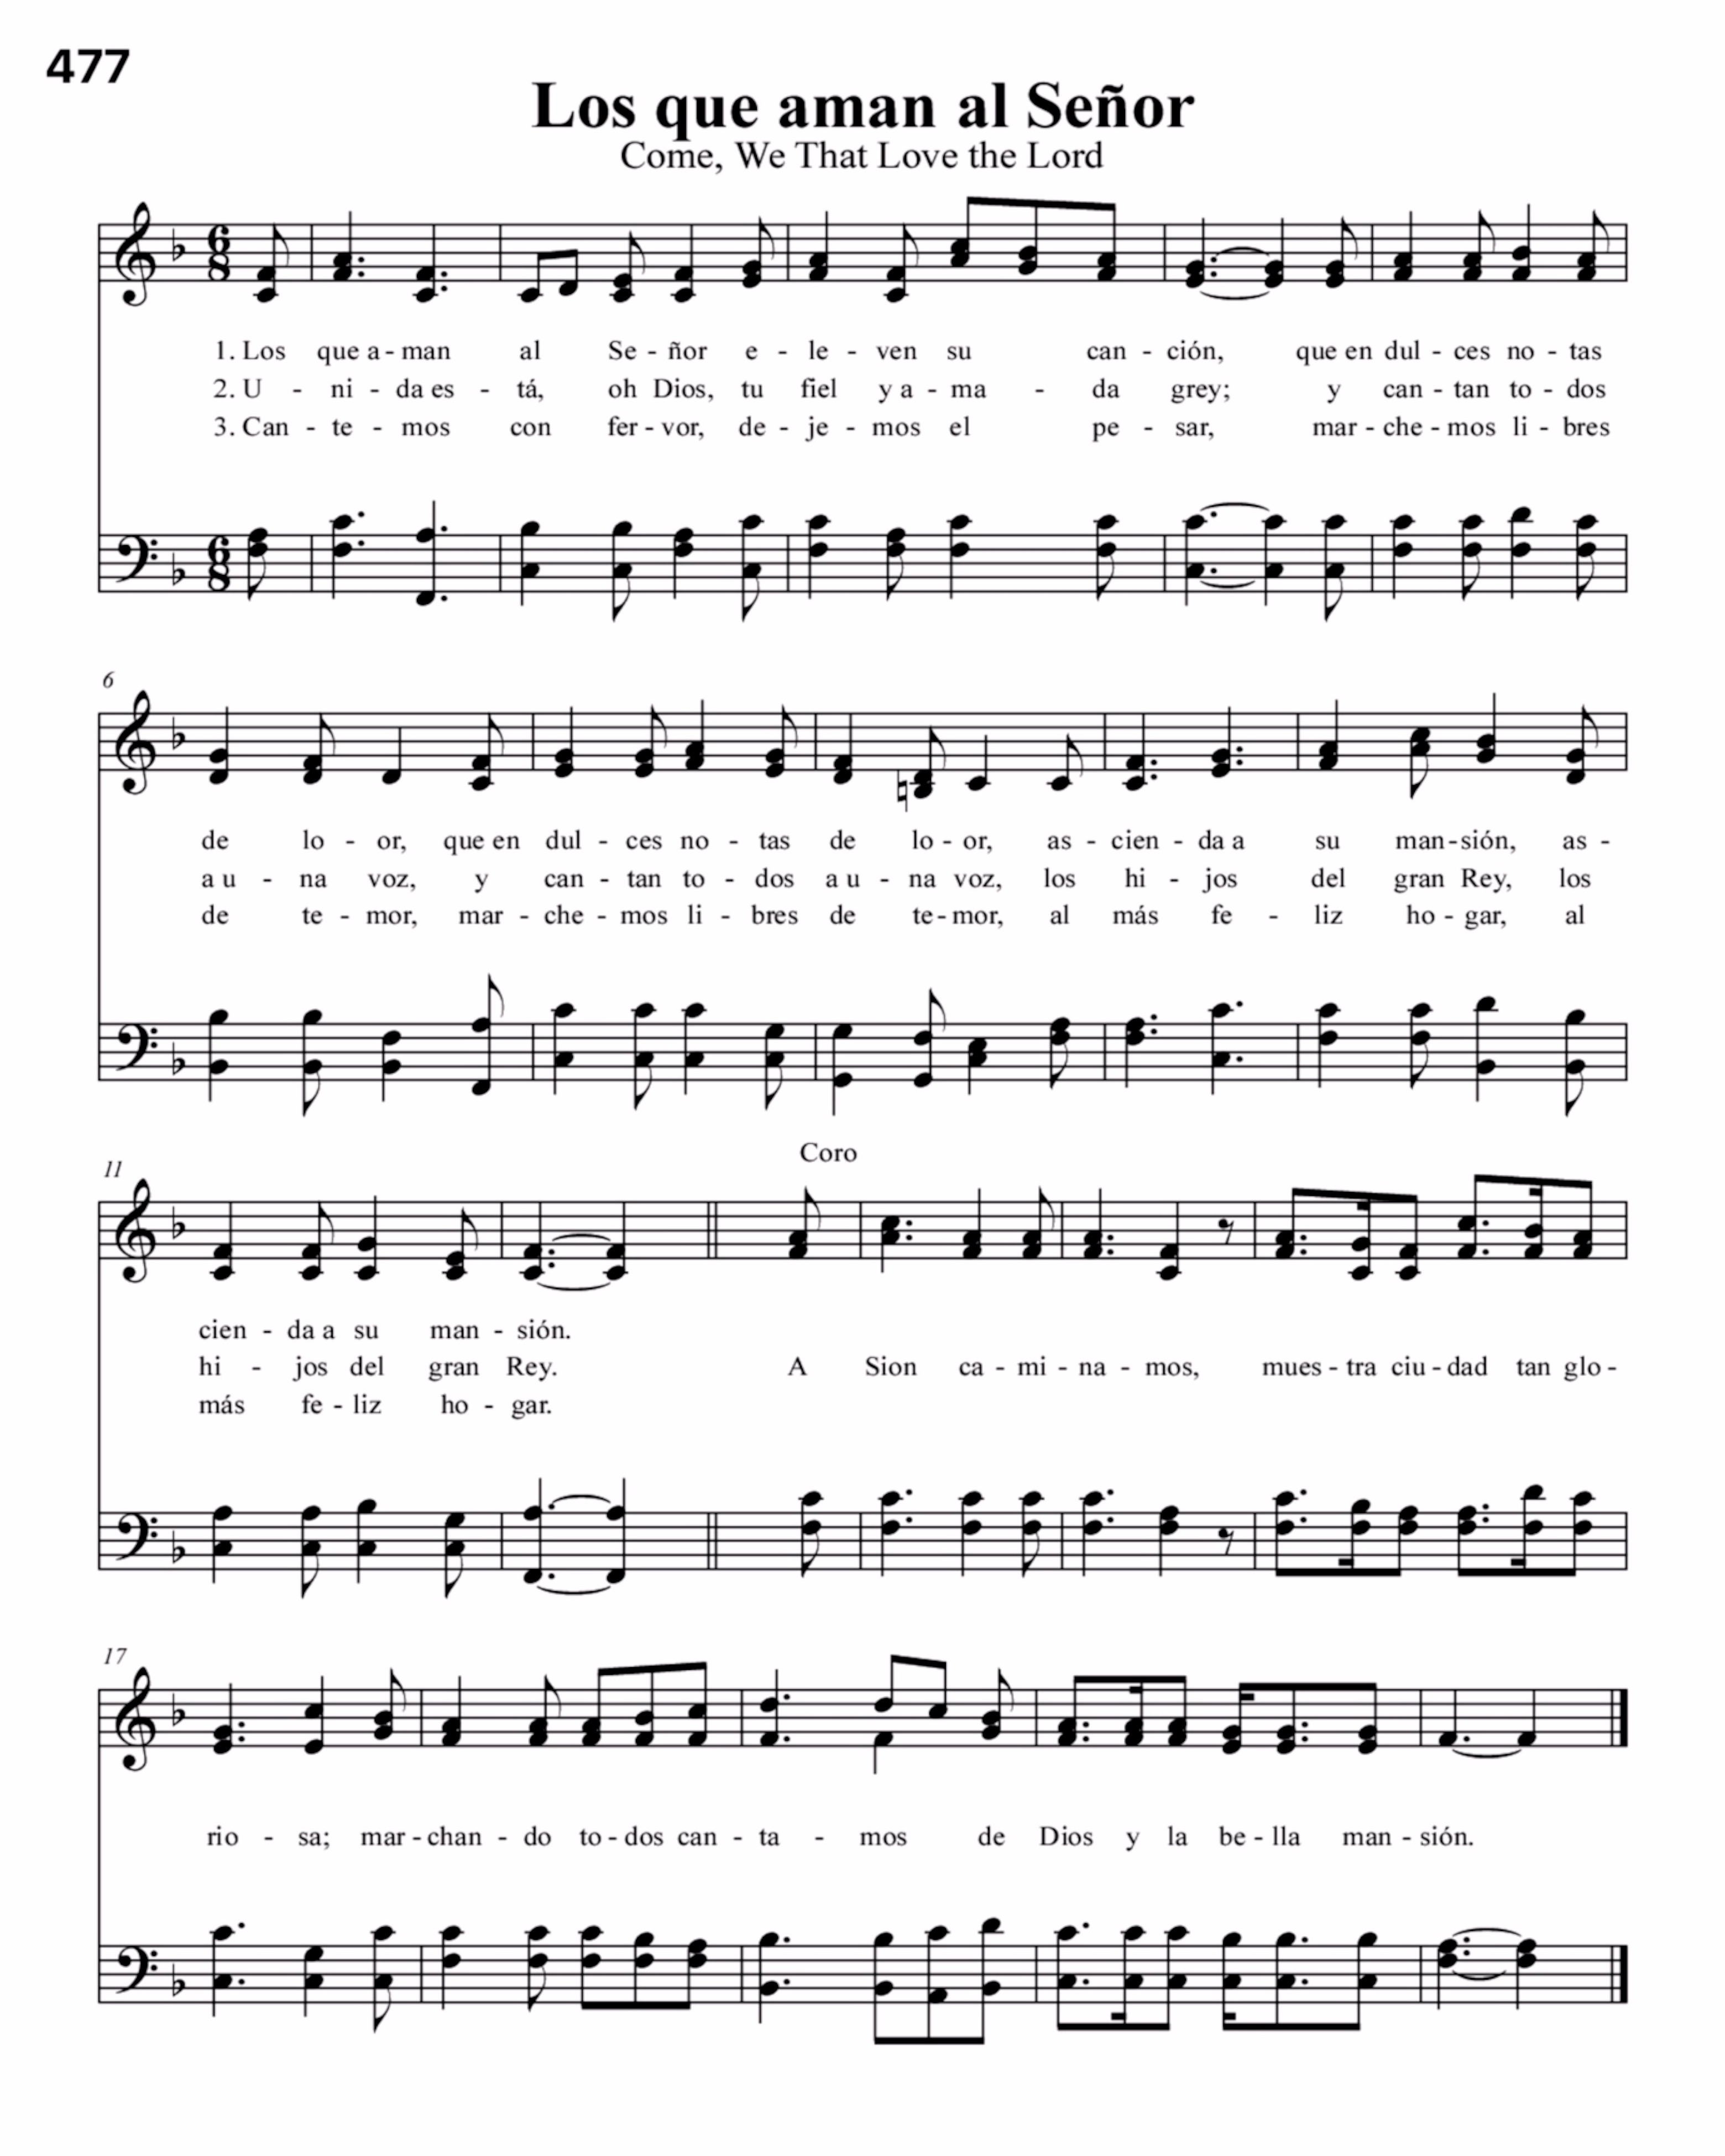 477
Los que aman al Señor
Come, We That Love the Lord
1. Los que a - man al Se - ñor e - le - ven su can - ción, que en dul - ces no - tas
2. U - ni - da es - tá, oh Dios, tu fiel y a - ma - da grey; y can - tan to - dos
3. Can - te - mos con fer - vor, de - je - mos el pe - sar, mar - che - mos li - bres
6
de lo - or, que en dul - ces no - tas de lo - or, as - cien - da a su man - sión, as -
a u - na voz, y can - tan to - dos a u - na voz, los hi - jos del gran Rey, los
de te - mor, mar - che - mos li - bres de te - mor, al más fe - liz ho - gar, al
Coro
11
cien - da a su man - sión.
hi - jos del gran Rey. A Sion ca - mi - na - mos, mues - tra ciu - dad tan glo -
más fe - liz ho - gar.
17
rio - sa; mar - chan - do to - dos can - ta - mos de Dios y la be - lla man - sión.